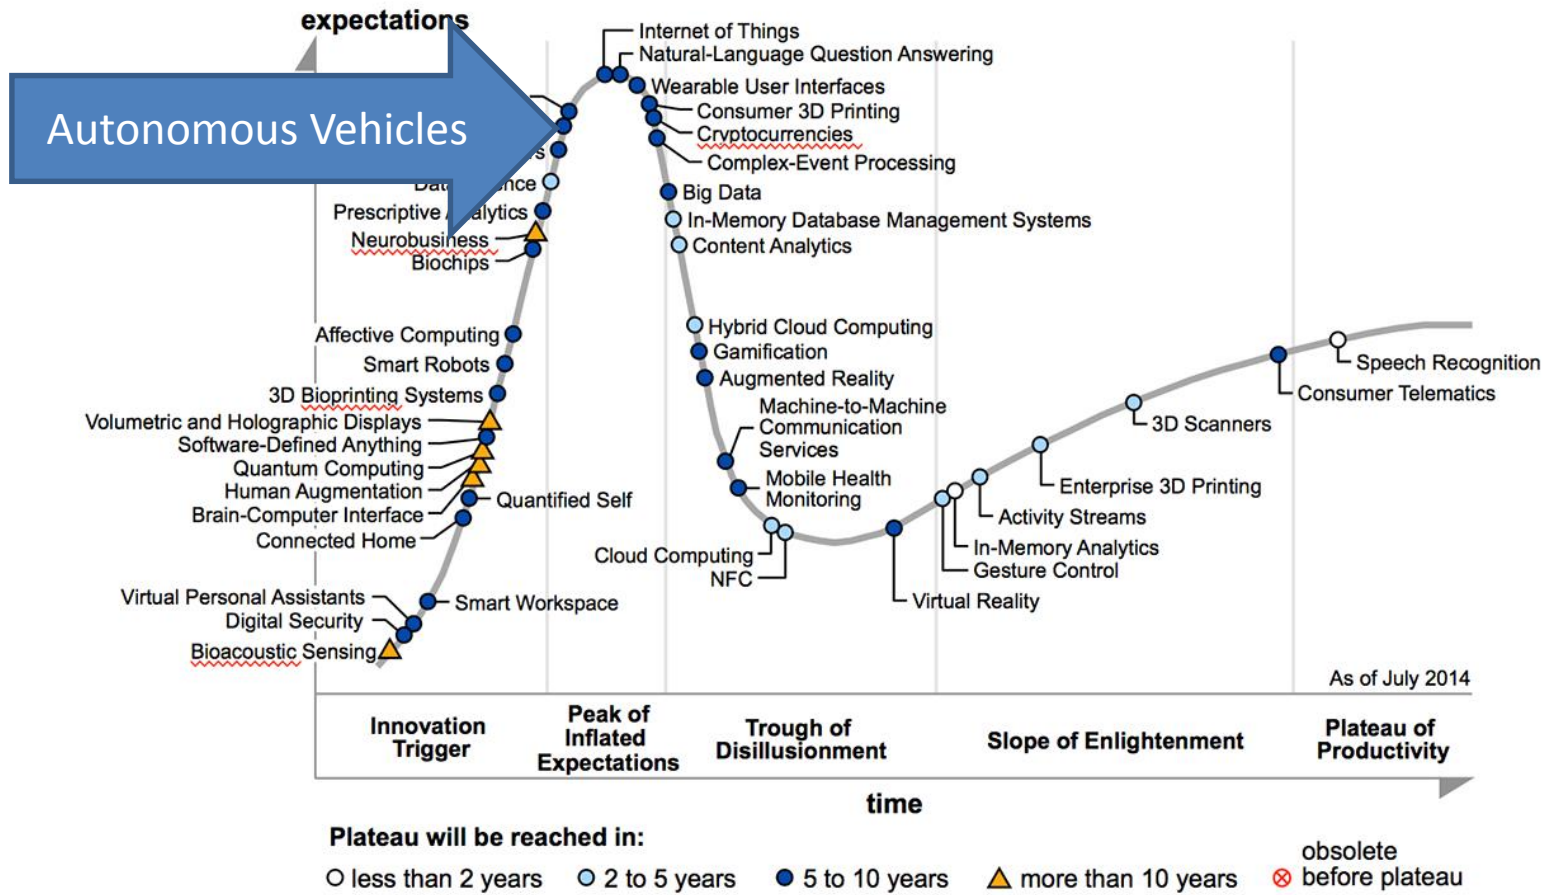 expectations
Autonomous Vehicles
Internet of Things
Natural-Language Question Answering
Wearable User Interfaces
Consumer 3D Printing
Cryptocurrencies
Complex-Event Processing
Big Data
In-Memory Database Management Systems
Content Analytics
Prescriptive
Neurobusiness
Biochips
Affective Computing
Smart Robots
3D Bioprinting Systems
Volumetric and Holographic Displays
Software-Defined Anything
Quantum Computing
Human Augmentation
Brain-Computer Interface
Connected Home
Quantified Self
Virtual Personal Assistants
Digital Security
Bioacoustic Sensing
Smart Workspace
Hybrid Cloud Computing
Gamification
Augmented Reality
Machine-to-Machine
Communication
Services
Mobile Health
Monitoring
Cloud Computing
NFC
Virtual Reality
Gesture Control
In-Memory Analytics
Activity Streams
Enterprise 3D Printing
3D Scanners
Consumer Telematics
Speech Recognition
As of July 2014
Innovation
Trigger
Peak of
Inflated
Expectations
Trough of
Disillusionment
Slope of Enlightenment
Plateau of
Productivity
time
Plateau will be reached in:
less than 2 years
2 to 5 years
5 to 10 years
more than 10 years
obsolete
before plateau